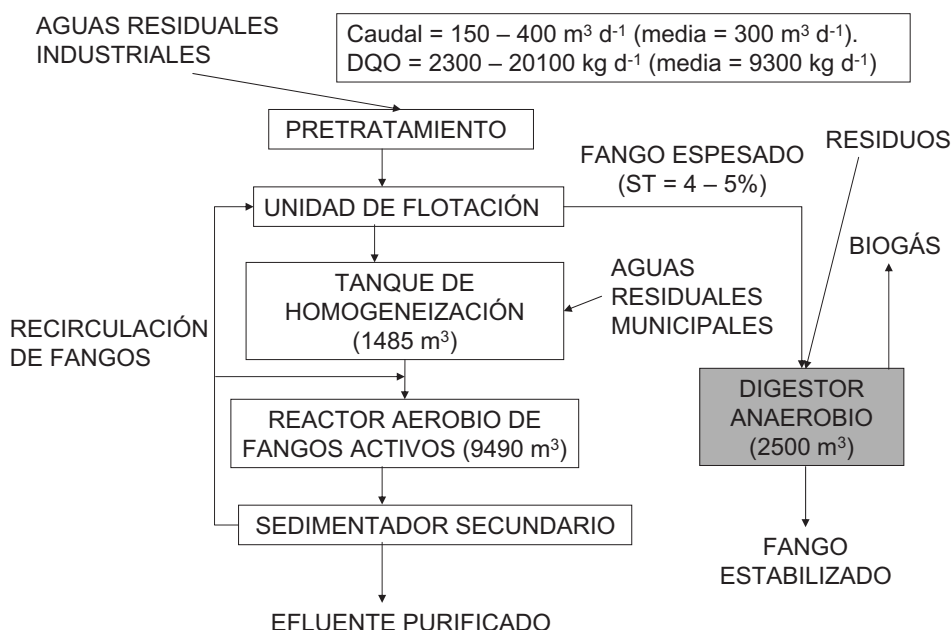 AGUAS RESIDUALES
INDUSTRIALES
Caudal = 150 – 400 m³ d⁻¹ (media = 300 m³ d⁻¹).
DQO = 2300 – 20100 kg d⁻¹ (media = 9300 kg d⁻¹)
PRETRATAMIENTO
FANGO ESPESADO
(ST = 4 – 5%)
RESIDUOS
UNIDAD DE FLOTACIÓN
BIOGÁS
TANQUE DE
HOMOGENEIZACIÓN
(1485 m³)
AGUAS
RESIDUALES
MUNICIPALES
RECIRCULACIÓN
DE FANGOS
REACTOR AEROBIO DE
FANGOS ACTIVOS (9490 m³)
DIGESTOR
ANAEROBIO
(2500 m³)
SEDIMENTADOR SECUNDARIO
FANGO
ESTABILIZADO
EFLUENTE PURIFICADO